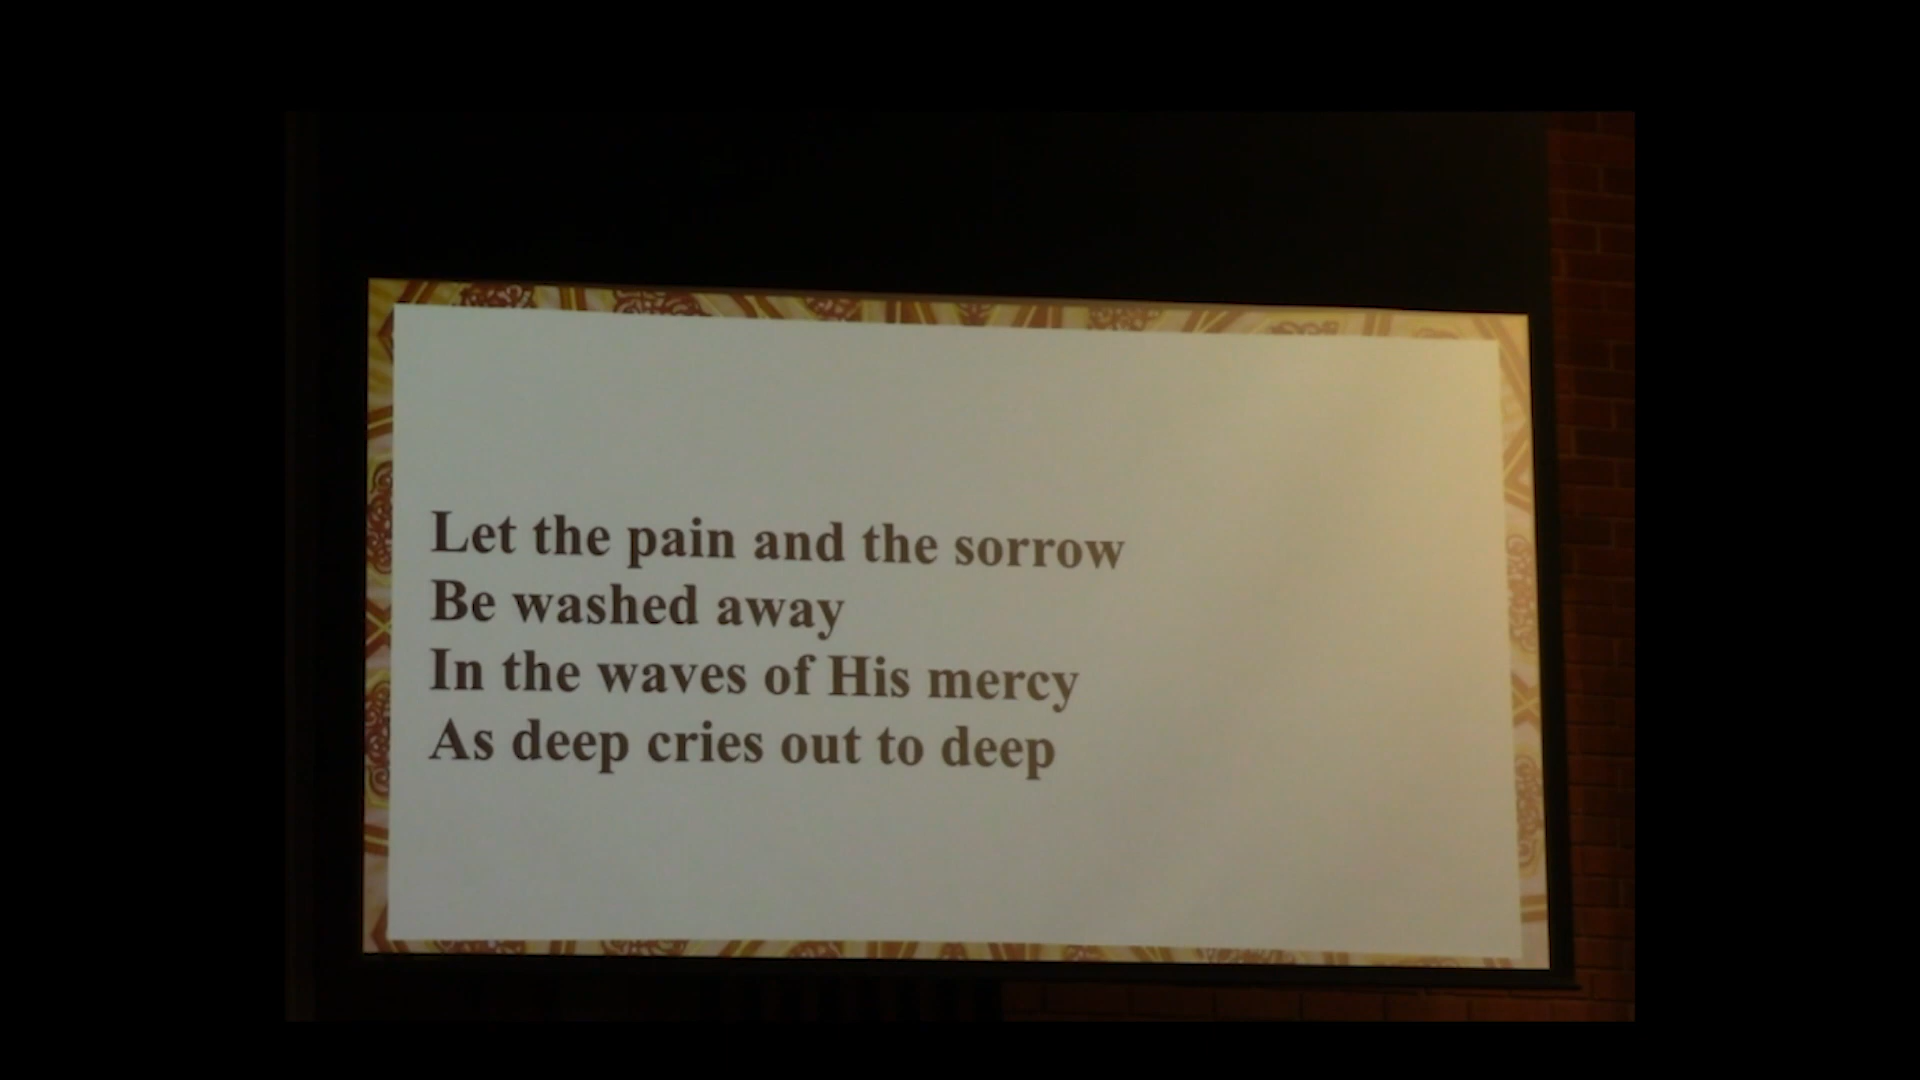 Let the pain and the sorrow
Be washed away
In the waves of His mercy
As deep cries out to deep